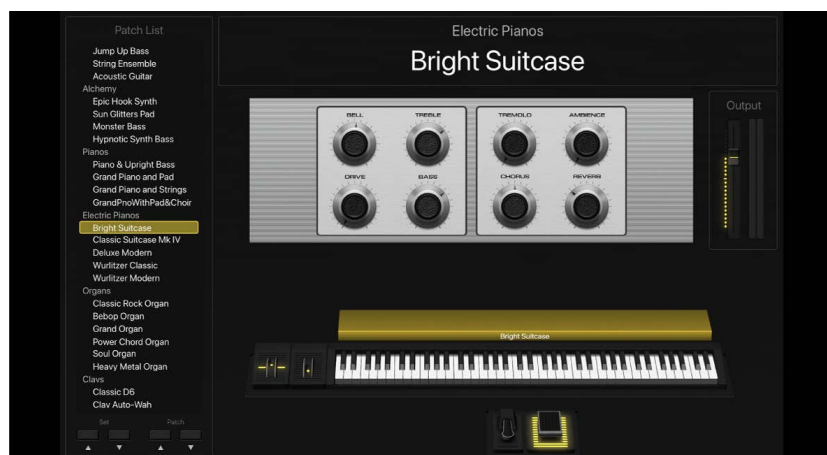 Patch List
Jump Up Bass
String Ensemble
Acoustic Guitar
Alchemy
Epic Hook Synth
Sun Glitters Pad
Monster Bass
Hypnotic Synth Bass
Pianos
Piano & Upright Bass
Grand Piano and Pad
Grand Piano and Strings
GrandPnoWithPad&Choir
Electric Pianos
Bright Suitcase
Classic Suitcase Mk IV
Deluxe Modern
Wurlitzer Classic
Wurlitzer Modern
Organs
Classic Rock Organ
Bebop Organ
Grand Organ
Power Chord Organ
Soul Organ
Heavy Metal Organ
Clavs
Classic D6
Clav Auto-Wah
Set Patch
Electric Pianos
Bright Suitcase
BELL TREBLE TREMOLO AMBIENCE
DRIVE BASS CHORUS REVERB
Output
Bright Suitcase